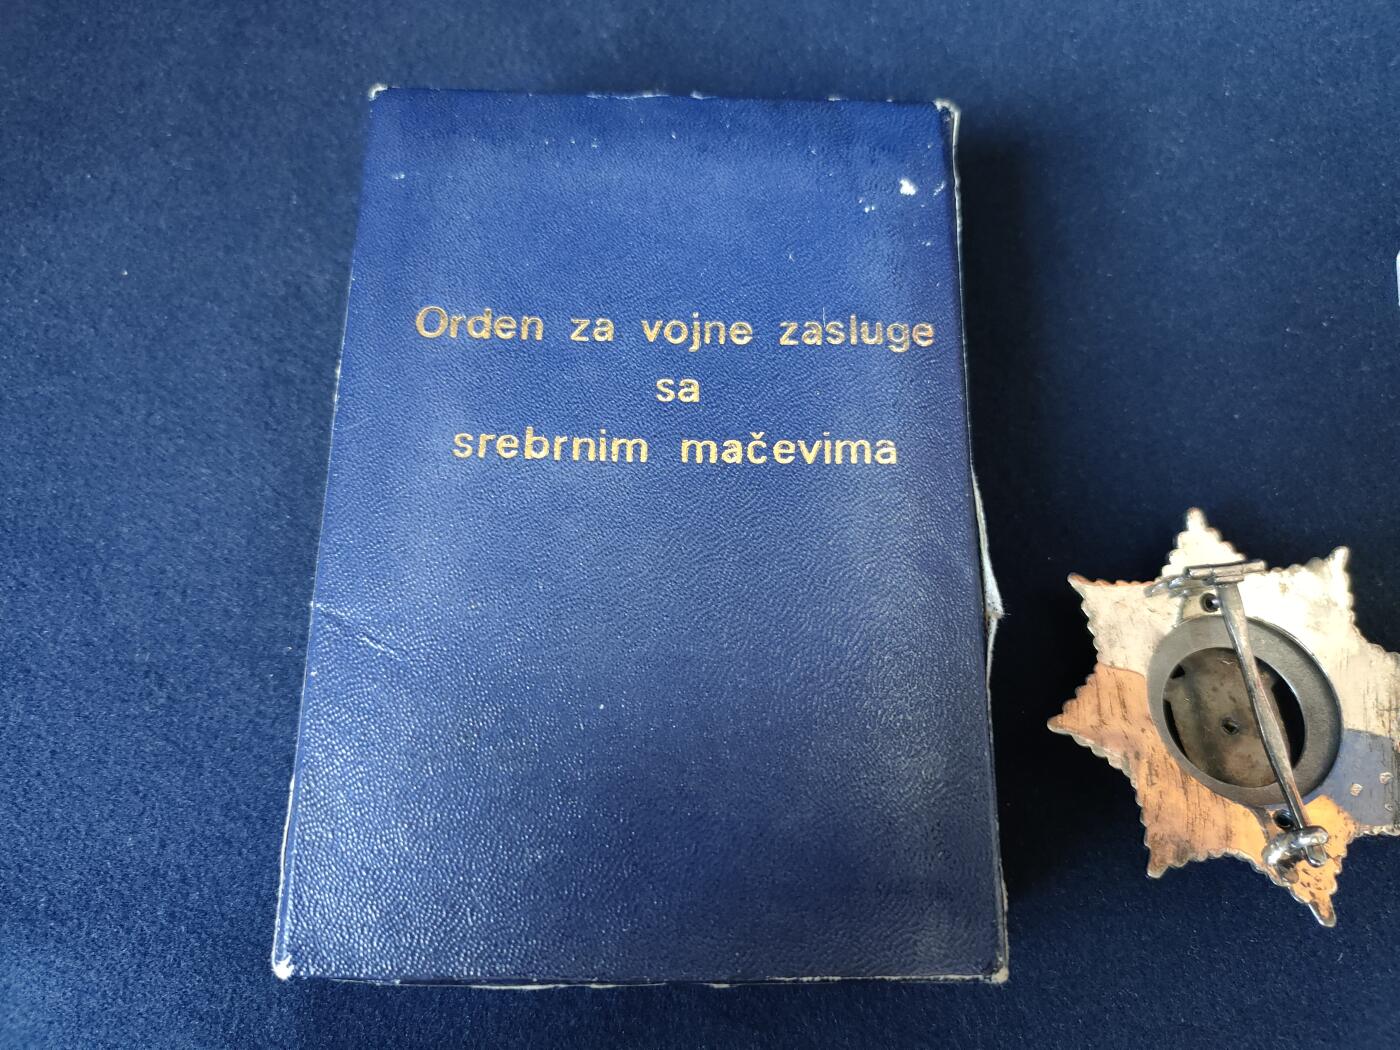 Orden za vojne zasluge
sa
srebrnim mačevima